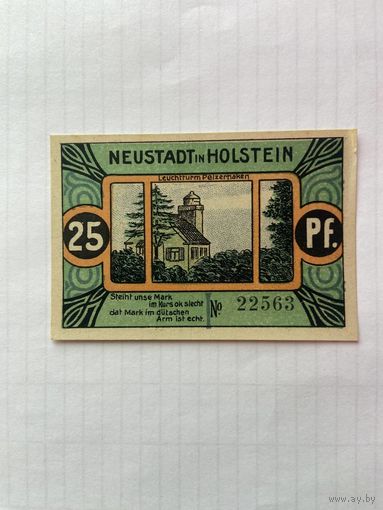 NEUSTADT IN HOLSTEIN
Leuchtturm Pelzerhaken
25
Pf.
Steiht unse Mark
im Kurs ok slecht
dat Mark im dütschen
Arm ist echt.
No 22563
www.ay.by